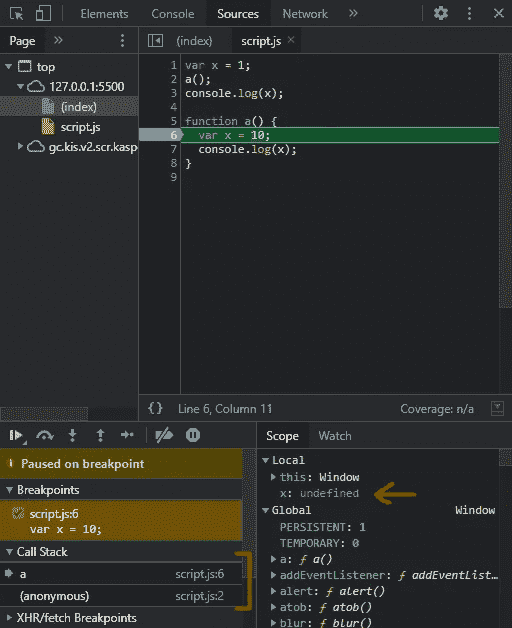 Elements Console Sources Network »
Page »
(index) script.js ×
top
127.0.0.1:5500
(index)
script.js
gc.kis.v2.scr.kaspe
1 var x = 1;
2 a();
3 console.log(x);
4
5 function a() {
6 var x = 10;
7 console.log(x);
8 }
9
{} Line 6, Column 11 Coverage: n/a
Paused on breakpoint
Breakpoints
script.js:6
var x = 10;
Call Stack
a script.js:6
(anonymous) script.js:2
XHR/fetch Breakpoints
Scope Watch
Local
this: Window
x: undefined
Global Window
PERSISTENT: 1
TEMPORARY: 0
a: ƒ a()
addEventListener: ƒ addEventList…
alert: ƒ alert()
atob: ƒ atob()
blur: ƒ blur()